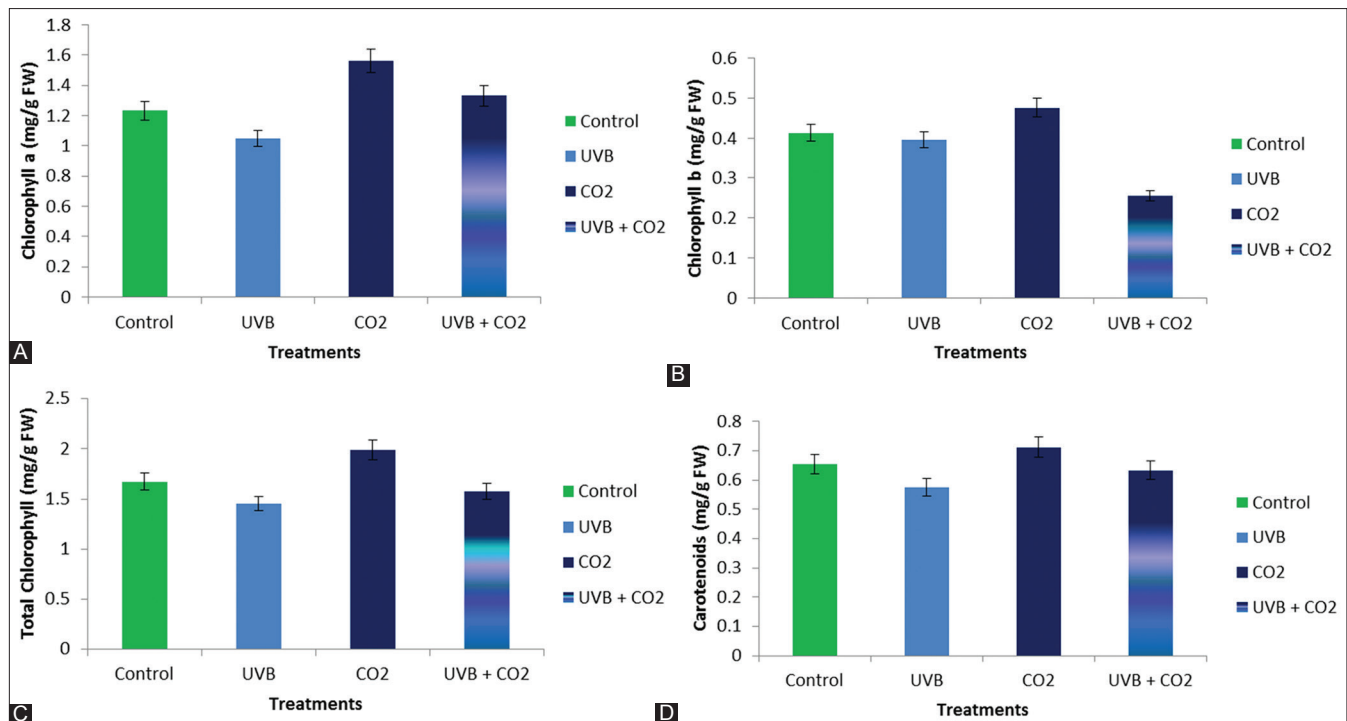 Chlorophyll a (mg/g FW)
1.8
1.6
1.4
1.2
1
0.8
0.6
0.4
0.2
0
Control
UVB
CO2
UVB + CO2
Treatments
Control
UVB
CO2
UVB + CO2
A
Chlorophyll b (mg/g FW)
0.6
0.5
0.4
0.3
0.2
0.1
0
Control
UVB
CO2
UVB + CO2
Treatments
Control
UVB
CO2
UVB + CO2
B
Total Chlorophyll (mg/g FW)
2.5
2
1.5
1
0.5
0
Control
UVB
CO2
UVB + CO2
Treatments
Control
UVB
CO2
UVB + CO2
C
Carotenoids (mg/g FW)
0.8
0.7
0.6
0.5
0.4
0.3
0.2
0.1
0
Control
UVB
CO2
UVB + CO2
Treatments
Control
UVB
CO2
UVB + CO2
D